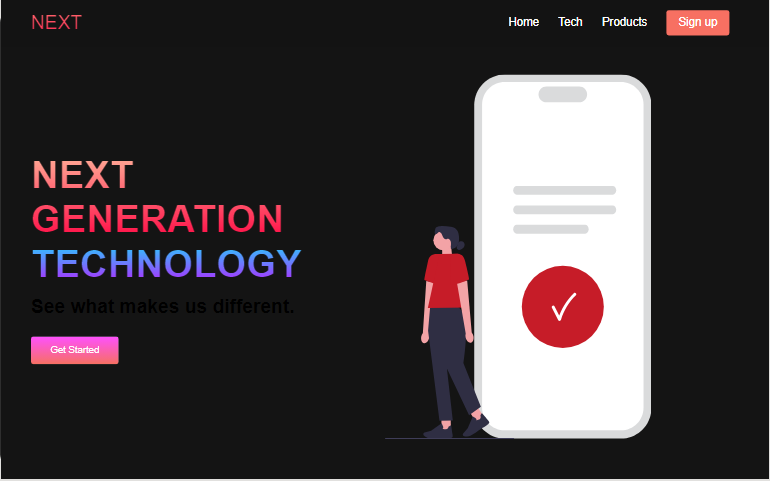 NEXT
Home Tech Products Sign up
NEXT
GENERATION
TECHNOLOGY
See what makes us different.
Get Started